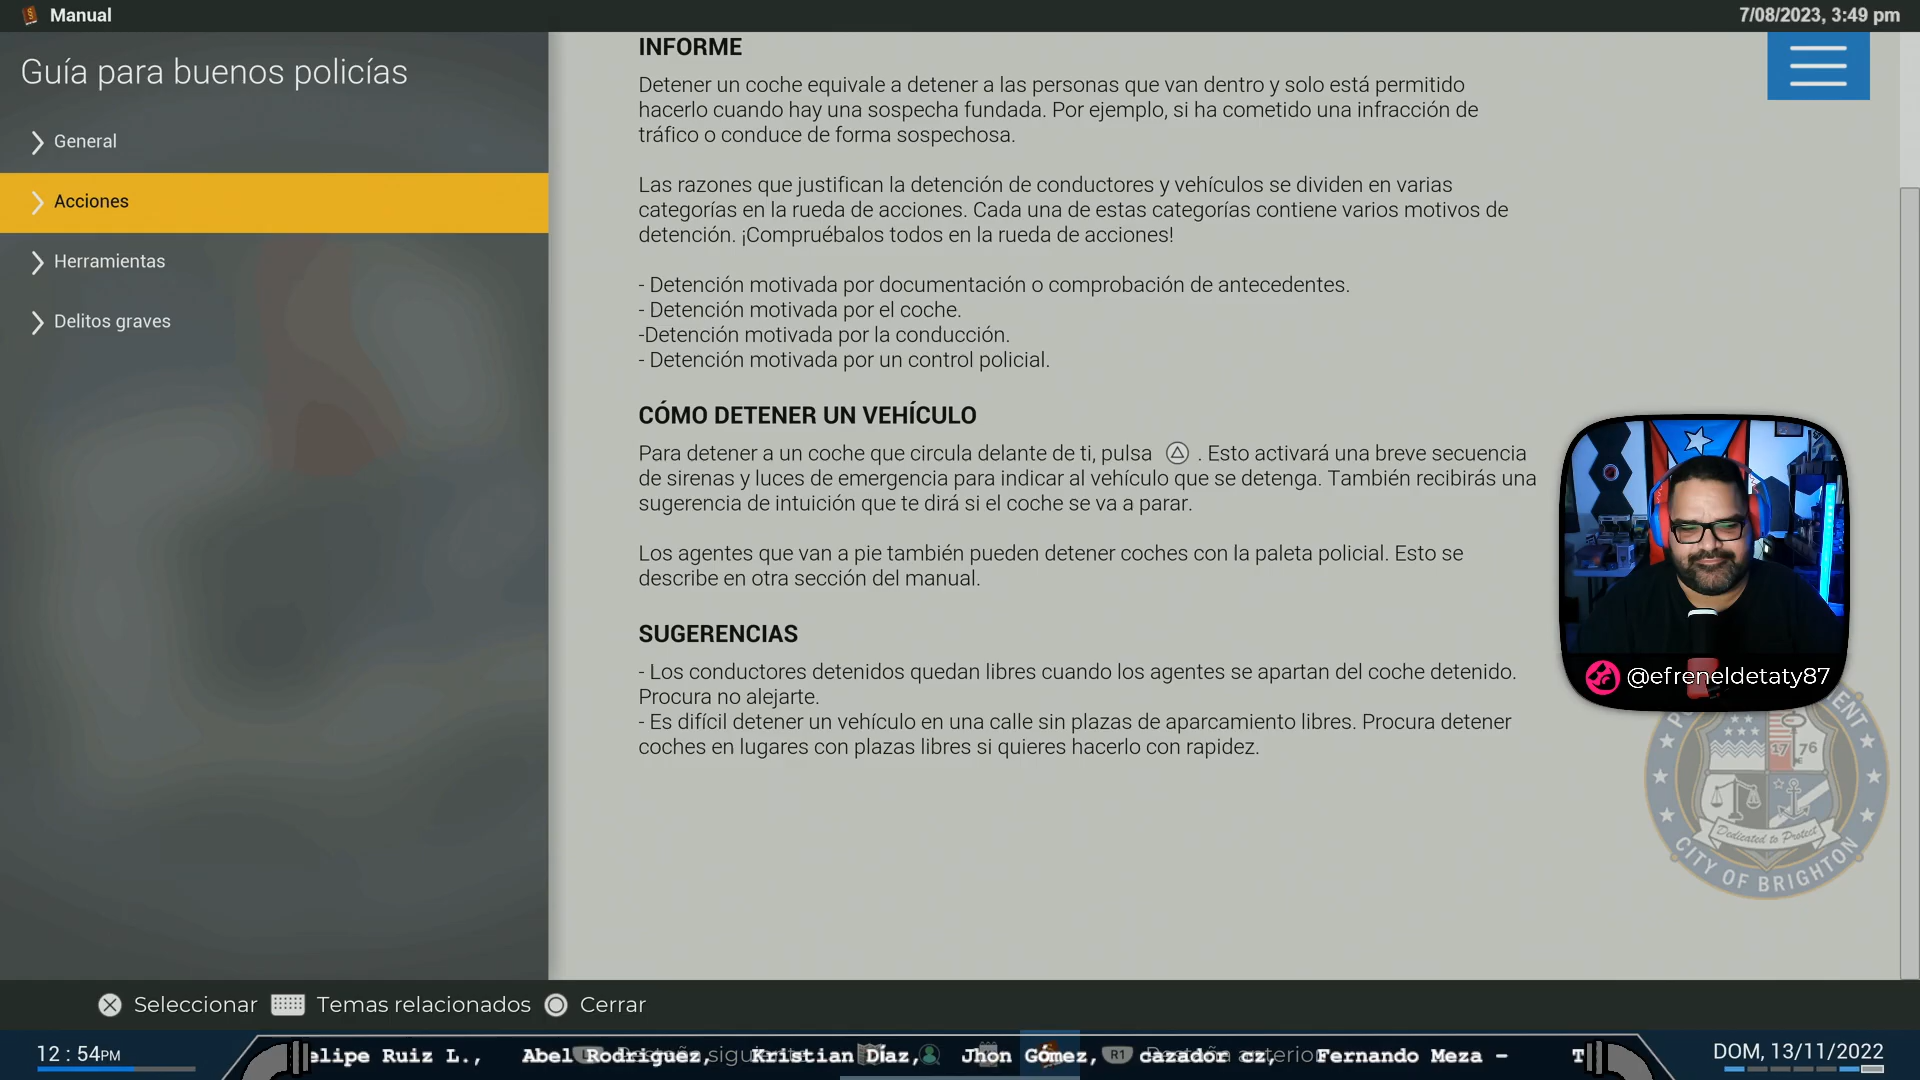 Manual
7/08/2023, 3:49 pm
Guía para buenos policías
General
Acciones
Herramientas
Delitos graves
INFORME
Detener un coche equivale a detener a las personas que van dentro y solo está permitido
hacerlo cuando hay una sospecha fundada. Por ejemplo, si ha cometido una infracción de
tráfico o conduce de forma sospechosa.
Las razones que justifican la detención de conductores y vehículos se dividen en varias
categorías en la rueda de acciones. Cada una de estas categorías contiene varios motivos de
detención. ¡Compruébalos todos en la rueda de acciones!
- Detención motivada por documentación o comprobación de antecedentes.
- Detención motivada por el coche.
-Detención motivada por la conducción.
- Detención motivada por un control policial.
CÓMO DETENER UN VEHÍCULO
Para detener a un coche que circula delante de ti, pulsa . Esto activará una breve secuencia
de sirenas y luces de emergencia para indicar al vehículo que se detenga. También recibirás una
sugerencia de intuición que te dirá si el coche se va a parar.
Los agentes que van a pie también pueden detener coches con la paleta policial. Esto se
describe en otra sección del manual.
SUGERENCIAS
- Los conductores detenidos quedan libres cuando los agentes se apartan del coche detenido.
Procura no alejarte.
- Es difícil detener un vehículo en una calle sin plazas de aparcamiento libres. Procura detener
coches en lugares con plazas libres si quieres hacerlo con rapidez.
@efreneldetaty87
1776
Dedicated to Protect
CITY OF BRIGHTON
Seleccionar Temas relacionados Cerrar
12 : 54PM
elipe Ruiz L., Abel Rodriguez, Kristian Díaz, Jhon Gómez, cazador cz, Fernando Meza - T
R1
DOM, 13/11/2022